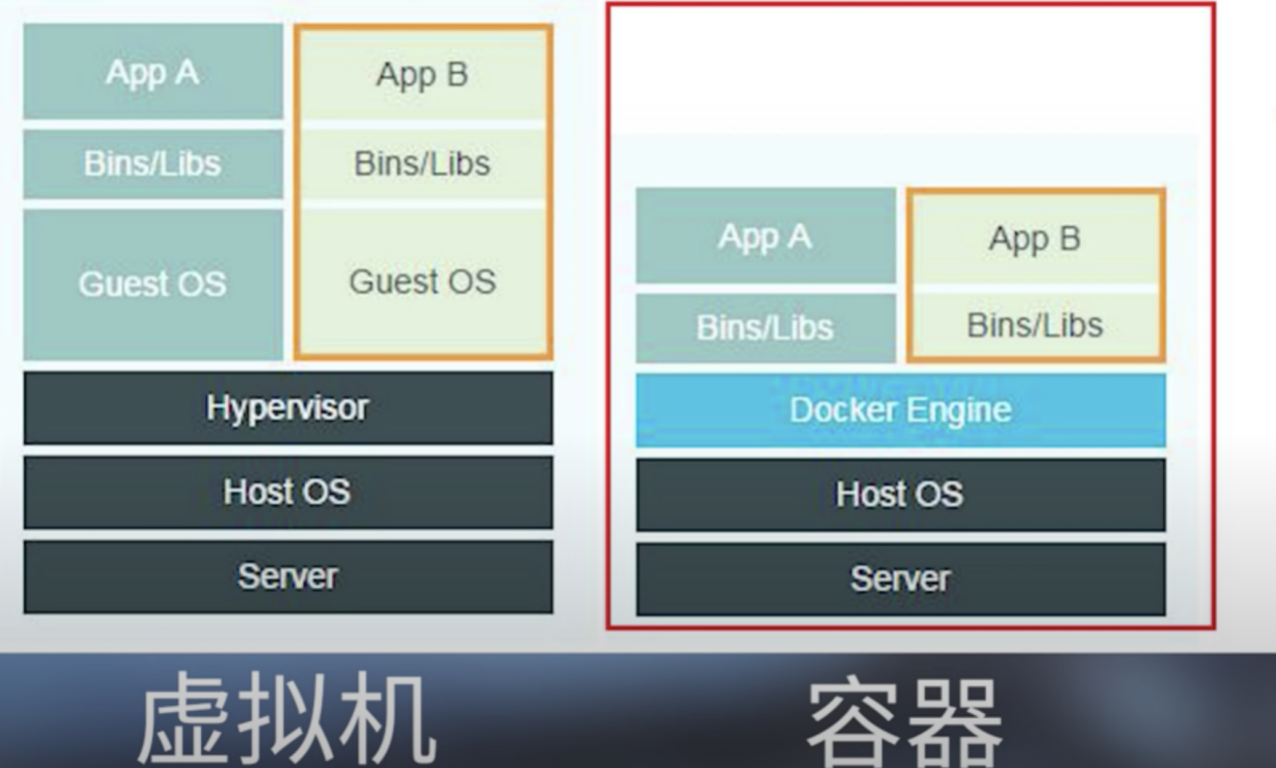 App A
Bins/Libs
Guest OS
App B
Bins/Libs
Guest OS
Hypervisor
Host OS
Server
App A
Bins/Libs
App B
Bins/Libs
Docker Engine
Host OS
Server
虚拟机
容器